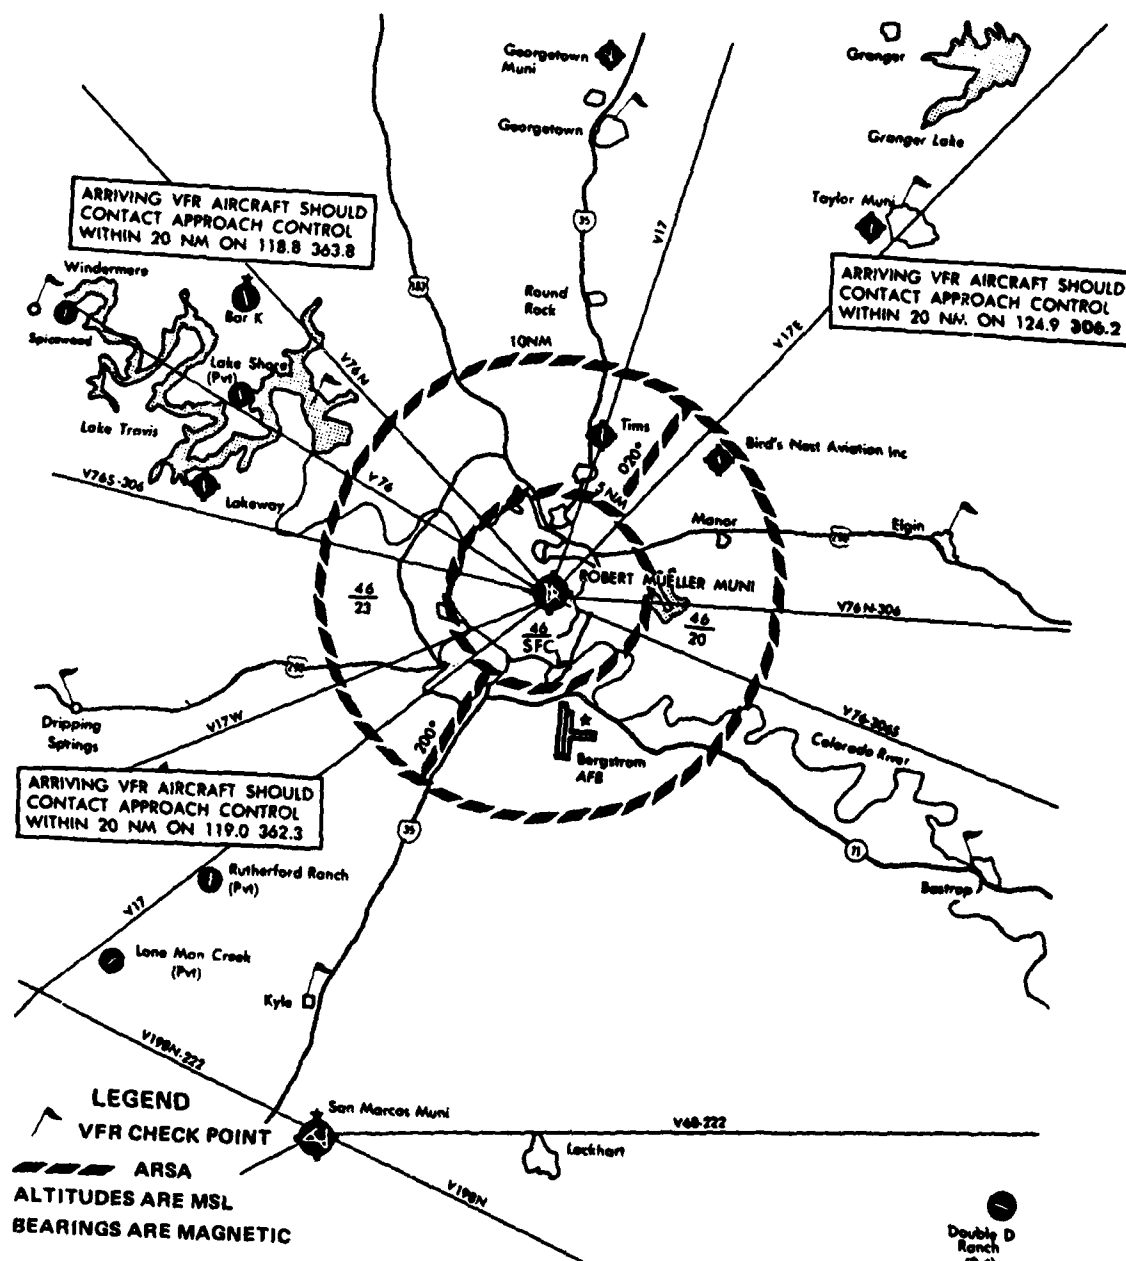 Georgetown
Muni
Georgetown
Granger
Granger Lake
Taylor Muni
35
V17
ARRIVING VFR AIRCRAFT SHOULD
CONTACT APPROACH CONTROL
WITHIN 20 NM ON 118.8 363.8
ARRIVING VFR AIRCRAFT SHOULD
CONTACT APPROACH CONTROL
WITHIN 20 NM ON 124.9 306.2
Windermere
Spicewood
Bar K
183
Round
Rock
10NM
V17E
V76N
Lake Shore
(Pvt)
Lake Travis
Tims
Bird's Nest Aviation Inc
020°
5 NM
V76S-306
V76
Lakeway
Manor
290
Elgin
ROBERT MUELLER MUNI
46
23
46
SFC
46
20
V76N-306
290
Dripping
Springs
V17W
200°
Bergstrom
AFB
V76-306S
Colorado River
ARRIVING VFR AIRCRAFT SHOULD
CONTACT APPROACH CONTROL
WITHIN 20 NM ON 119.0 362.3
35
71
Bastrop
Rutherford Ranch
(Pvt)
V17
Lone Man Creek
(Pvt)
Kyle
V198N-222
LEGEND
VFR CHECK POINT
ARSA
ALTITUDES ARE MSL
BEARINGS ARE MAGNETIC
San Marcos Muni
V68-222
Lockhart
V198N
Double D
Ranch